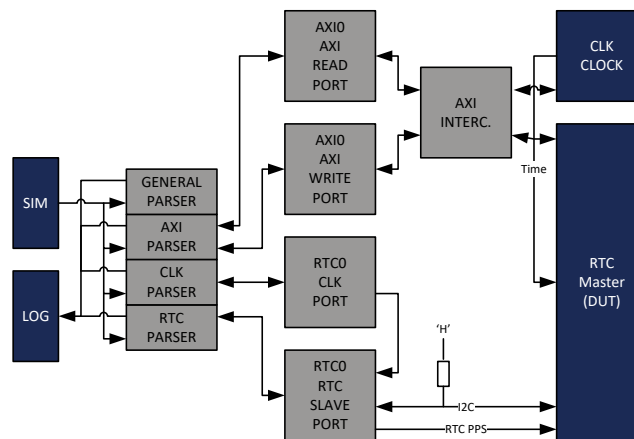 AXI0
AXI
READ
PORT
CLK
CLOCK
AXI
INTERC.
AXI0
AXI
WRITE
PORT
Time
SIM
GENERAL
PARSER
AXI
PARSER
CLK
PARSER
RTC
PARSER
LOG
RTC0
CLK
PORT
RTC
Master
(DUT)
'H'
RTC0
RTC
SLAVE
PORT
I2C
RTC PPS